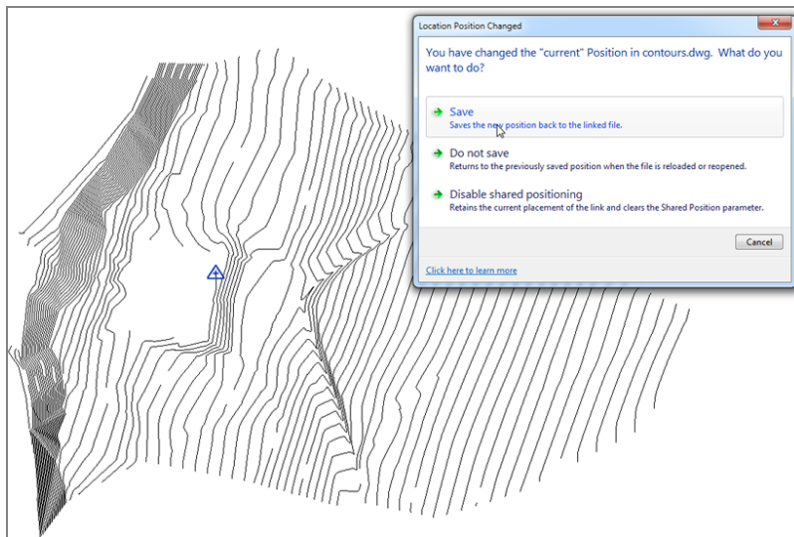 Location Position Changed
You have changed the "current" Position in contours.dwg. What do you
want to do?
Save
Saves the new position back to the linked file.
Do not save
Returns to the previously saved position when the file is reloaded or reopened.
Disable shared positioning
Retains the current placement of the link and clears the Shared Position parameter.
Cancel
Click here to learn more